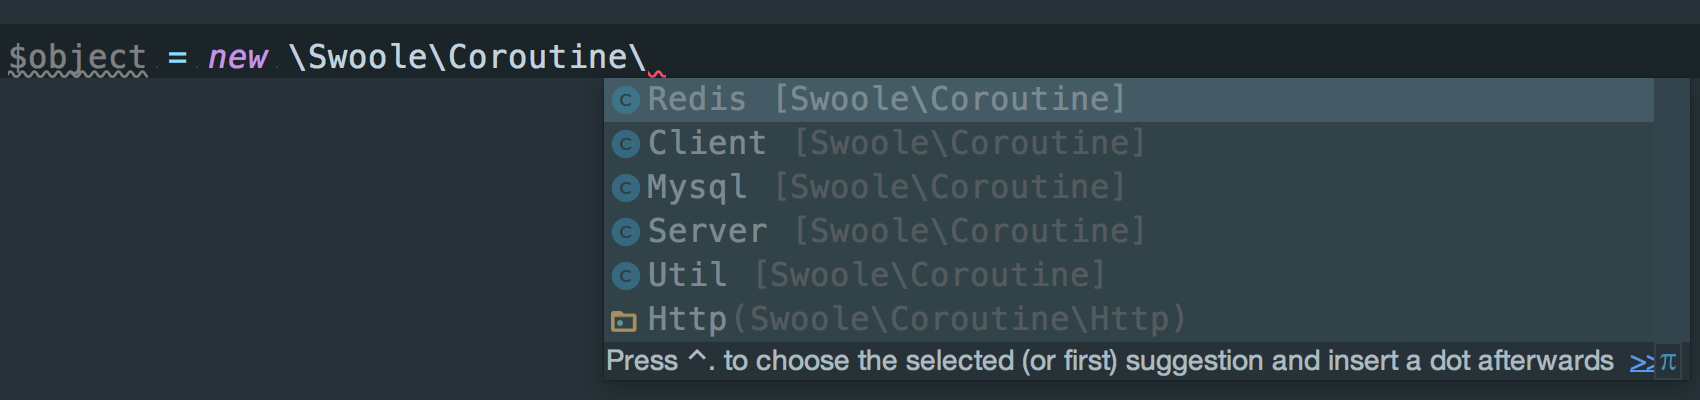 $object = new \Swoole\Coroutine\
C Redis [Swoole\Coroutine]
C Client [Swoole\Coroutine]
C Mysql [Swoole\Coroutine]
C Server [Swoole\Coroutine]
C Util [Swoole\Coroutine]
Http(Swoole\Coroutine\Http)
Press ^. to choose the selected (or first) suggestion and insert a dot afterwards >> π